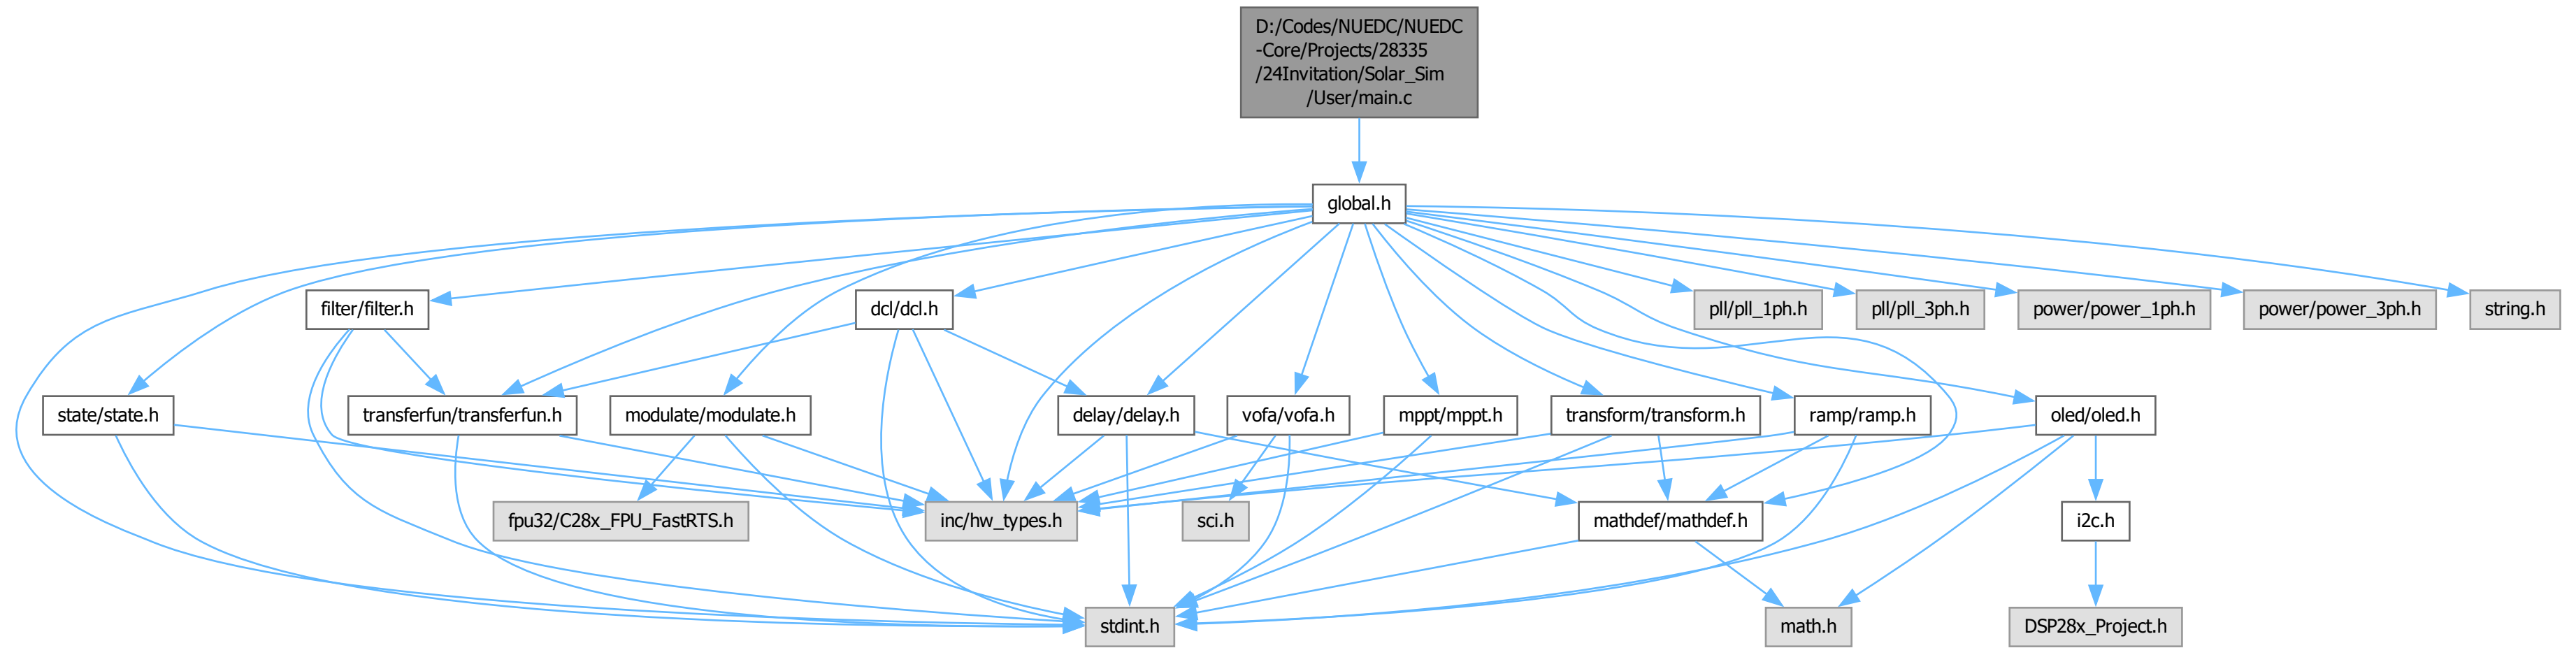 D:/Codes/NUEDC/NUEDC
-Core/Projects/28335
/24Invitation/Solar_Sim
/User/main.c
global.h
filter/filter.h
dcl/dcl.h
pll/pll_1ph.h
pll/pll_3ph.h
power/power_1ph.h
power/power_3ph.h
string.h
state/state.h
transferfun/transferfun.h
modulate/modulate.h
delay/delay.h
vofa/vofa.h
mppt/mppt.h
transform/transform.h
ramp/ramp.h
oled/oled.h
fpu32/C28x_FPU_FastRTS.h
inc/hw_types.h
sci.h
mathdef/mathdef.h
i2c.h
stdint.h
math.h
DSP28x_Project.h